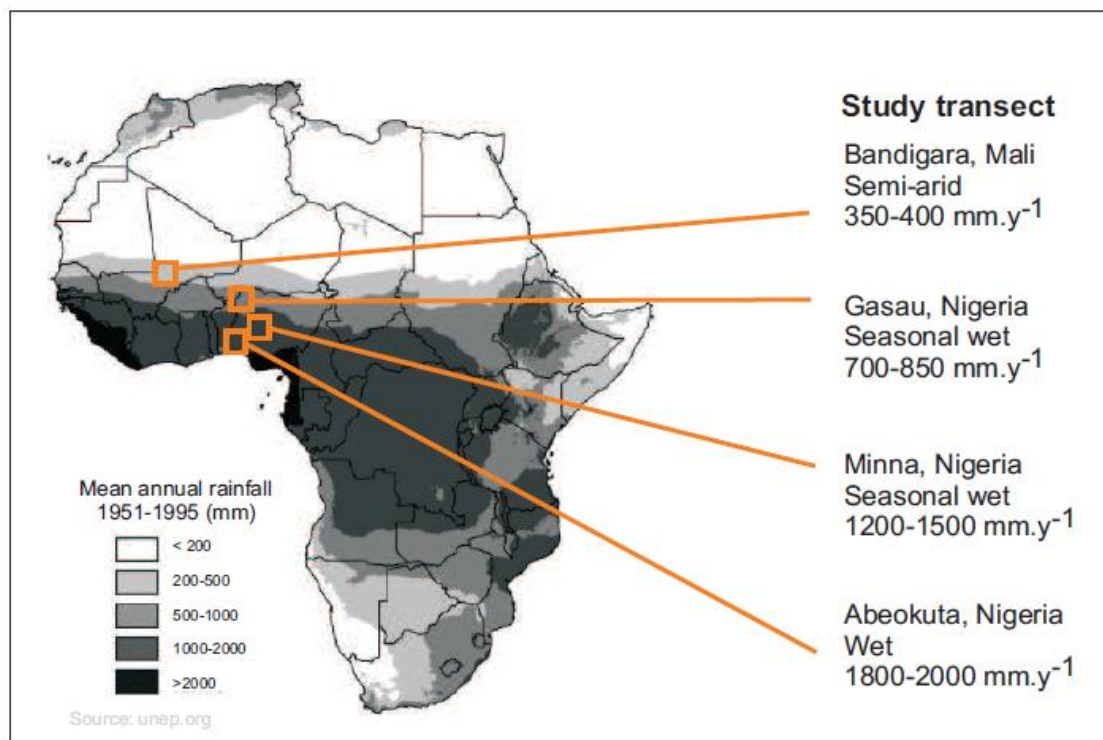 Study transect
Bandigara, Mali
Semi-arid
350-400 mm.y-1
Gasau, Nigeria
Seasonal wet
700-850 mm.y-1
Minna, Nigeria
Seasonal wet
1200-1500 mm.y-1
Abeokuta, Nigeria
Wet
1800-2000 mm.y-1
Mean annual rainfall
1951-1995 (mm)
< 200
200-500
500-1000
1000-2000
>2000
Source: unep.org